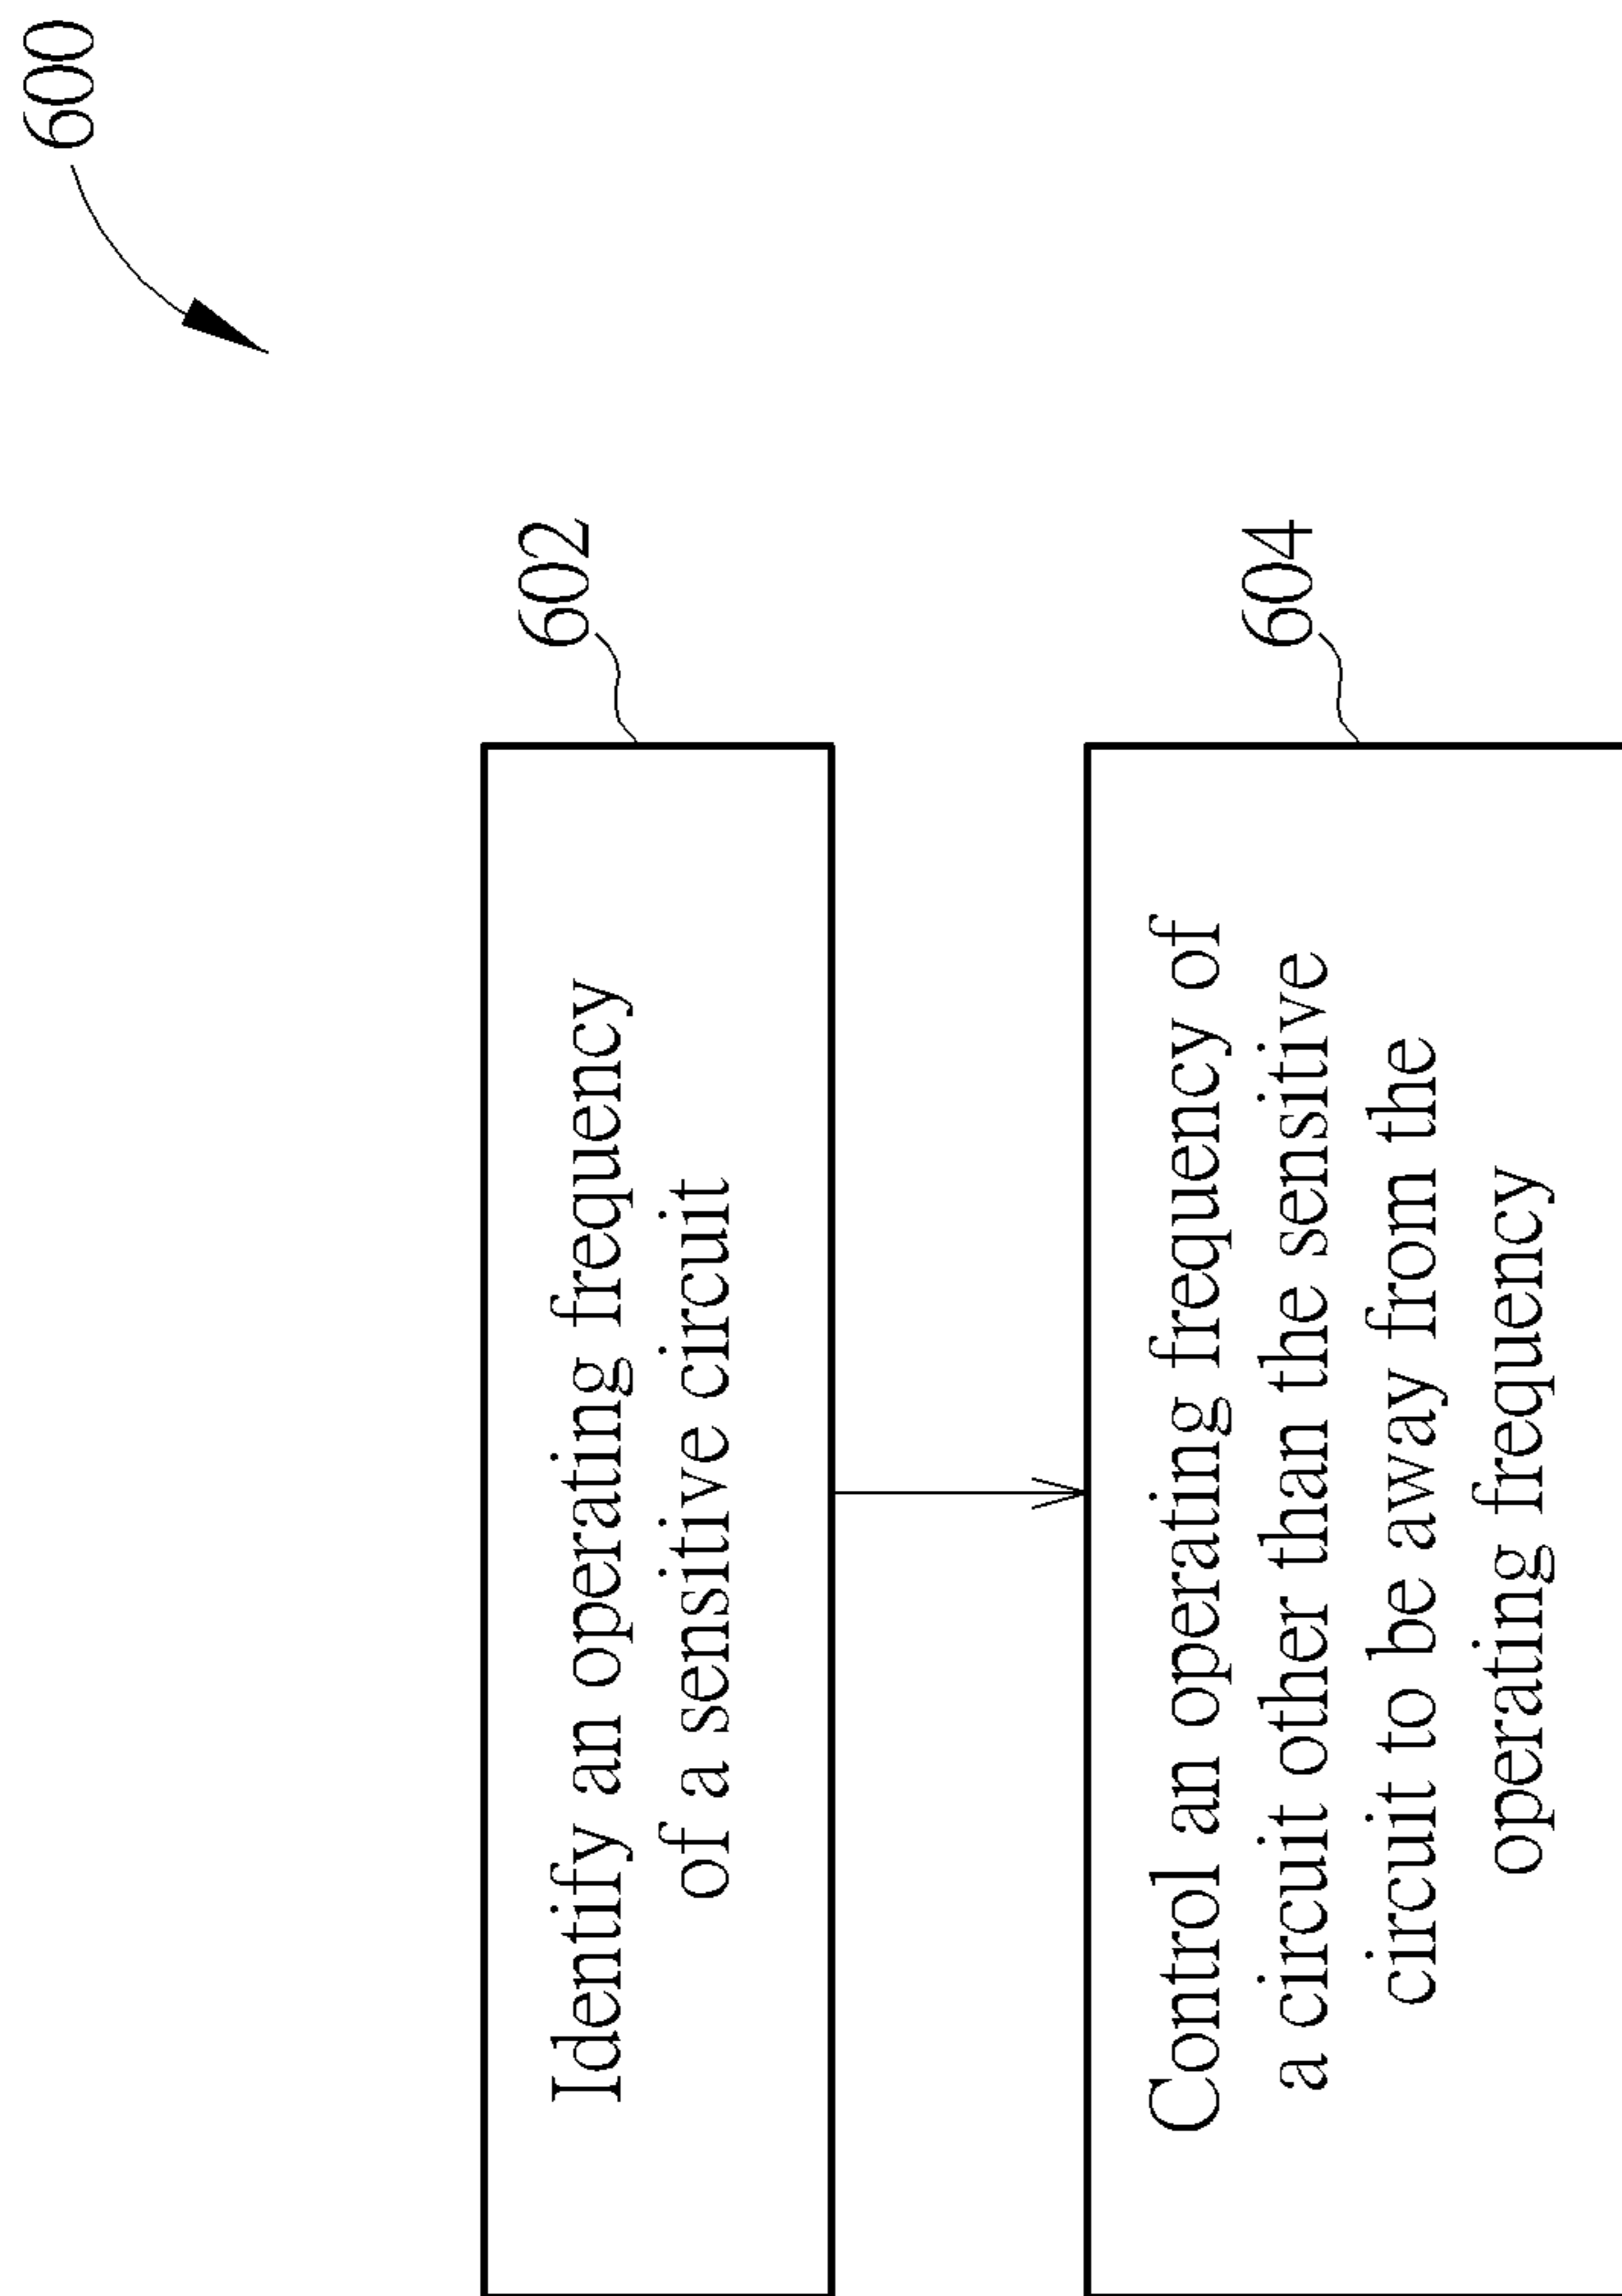 600
602
Identify an operating frequency
of a sensitive circuit
604
Control an operating frequency of
a circuit other than the sensitive
circuit to be away from the
operating frequency